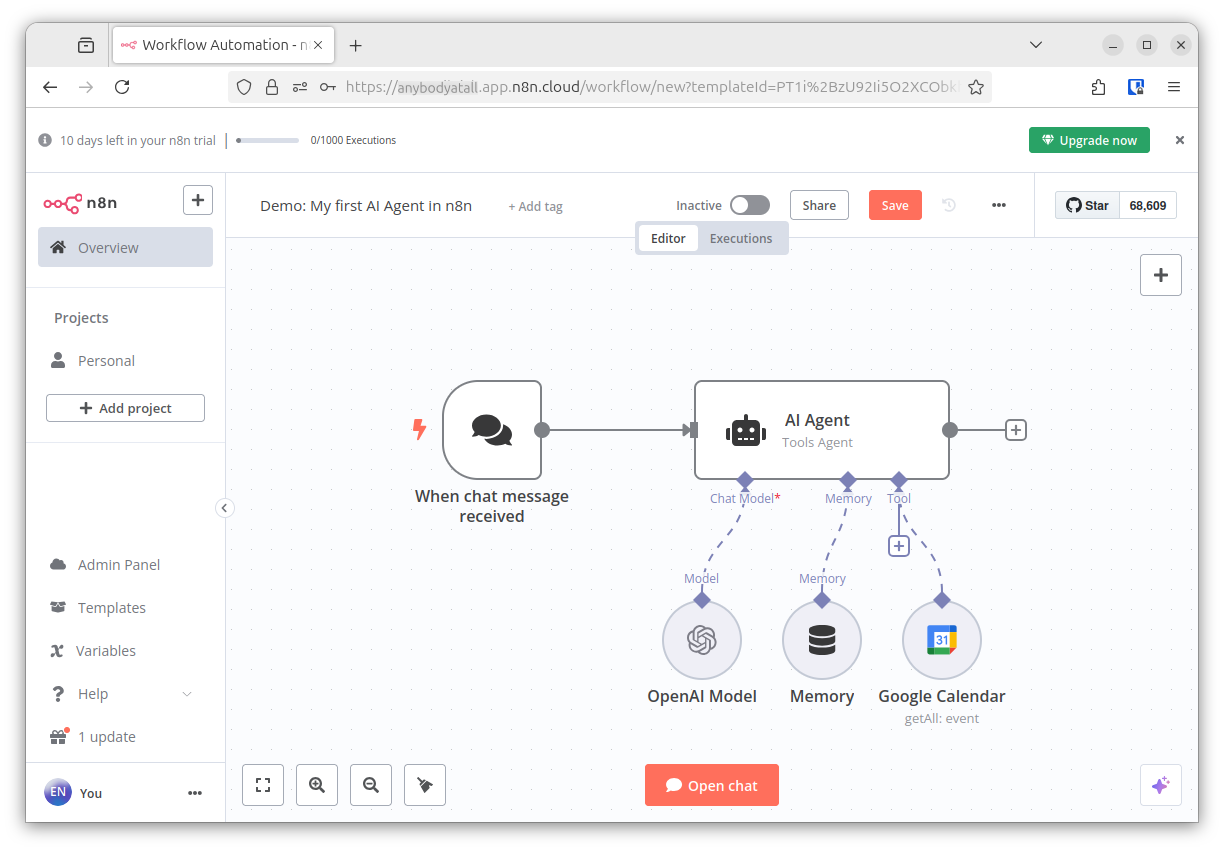 Workflow Automation - n
https://anybodyatall.app.n8n.cloud/workflow/new?templateId=PT1i%2BzU92Ii5O2XCObk
10 days left in your n8n trial
0/1000 Executions
Upgrade now
n8n
Overview
Projects
Personal
Add project
Admin Panel
Templates
Variables
Help
1 update
EN
You
Demo: My first AI Agent in n8n
+ Add tag
Inactive
Share
Save
Star
68,609
Editor
Executions
When chat message
received
AI Agent
Tools Agent
Chat Model*
Memory
Tool
Model
Memory
31
OpenAI Model
Memory
Google Calendar
getAll: event
Open chat